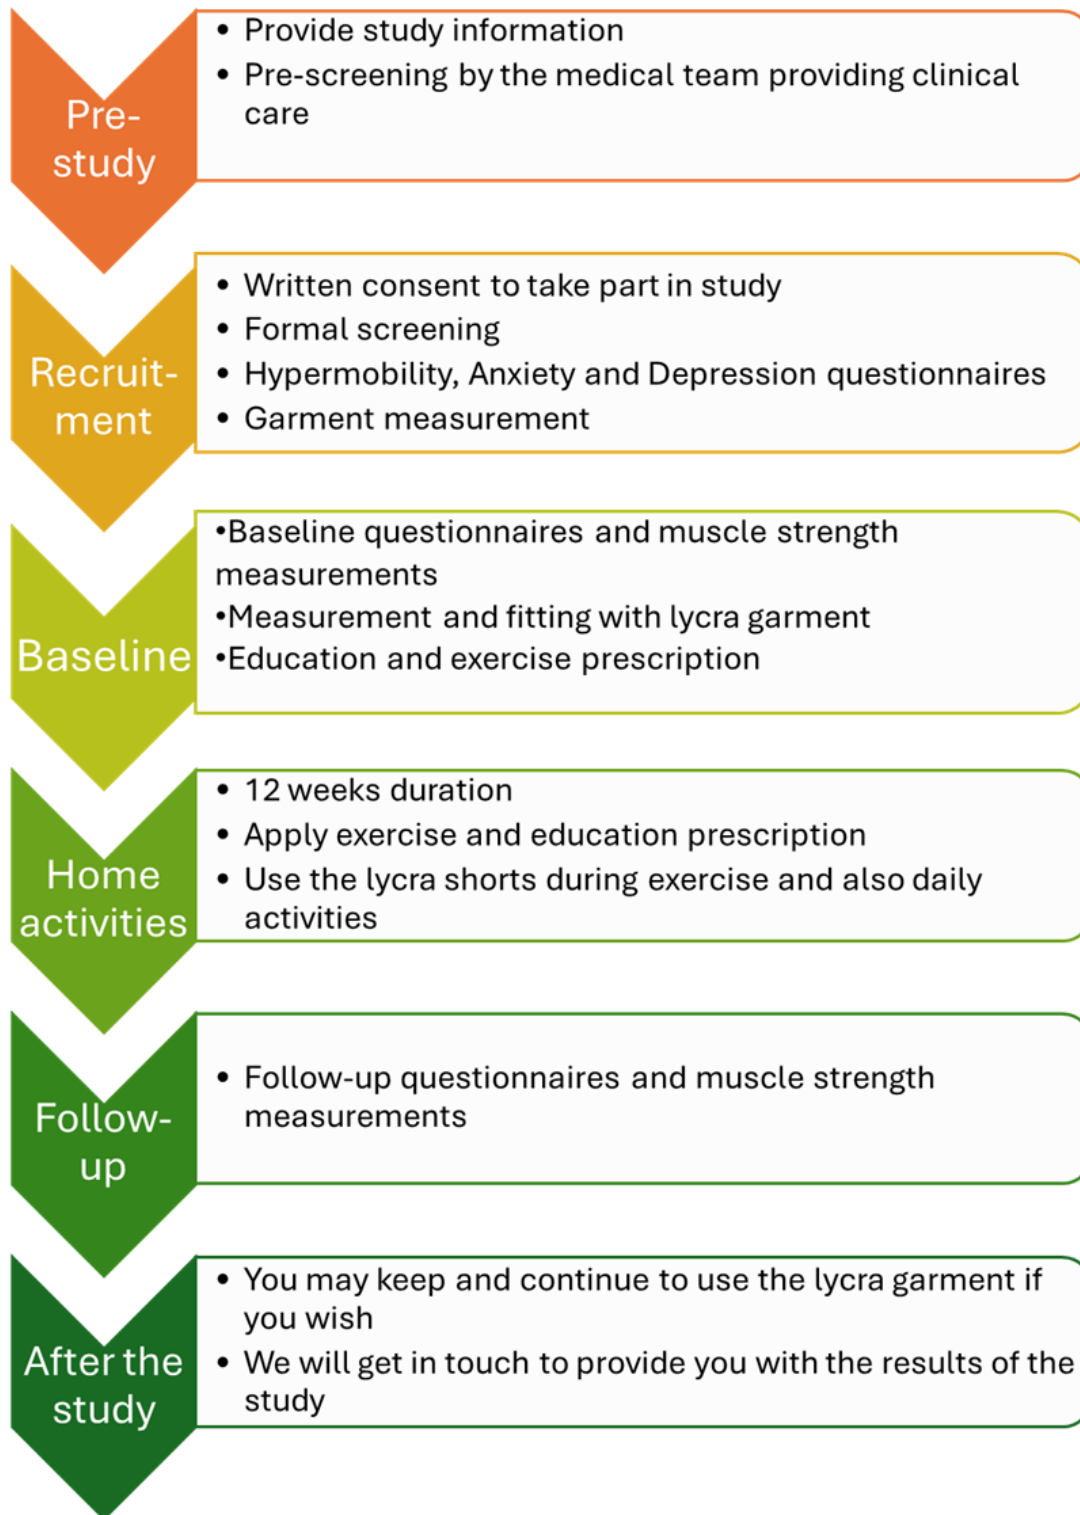 Pre-
study
• Provide study information
• Pre-screening by the medical team providing clinical
care
Recruit-
ment
• Written consent to take part in study
• Formal screening
• Hypermobility, Anxiety and Depression questionnaires
• Garment measurement
Baseline
•Baseline questionnaires and muscle strength
measurements
•Measurement and fitting with lycra garment
•Education and exercise prescription
Home
activities
• 12 weeks duration
• Apply exercise and education prescription
• Use the lycra shorts during exercise and also daily
activities
Follow-
up
• Follow-up questionnaires and muscle strength
measurements
After the
study
• You may keep and continue to use the lycra garment if
you wish
• We will get in touch to provide you with the results of the
study